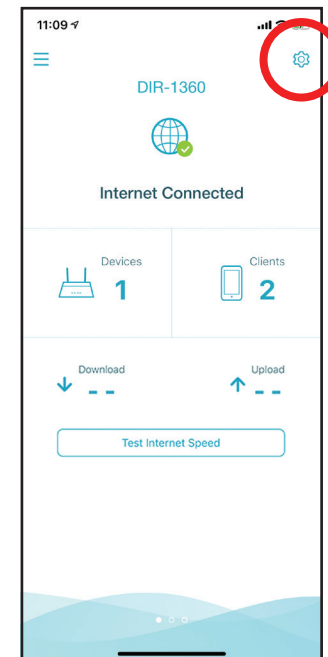 11:09
DIR-1360
Internet Connected
Devices
1
Clients
2
Download
--
Upload
--
Test Internet Speed